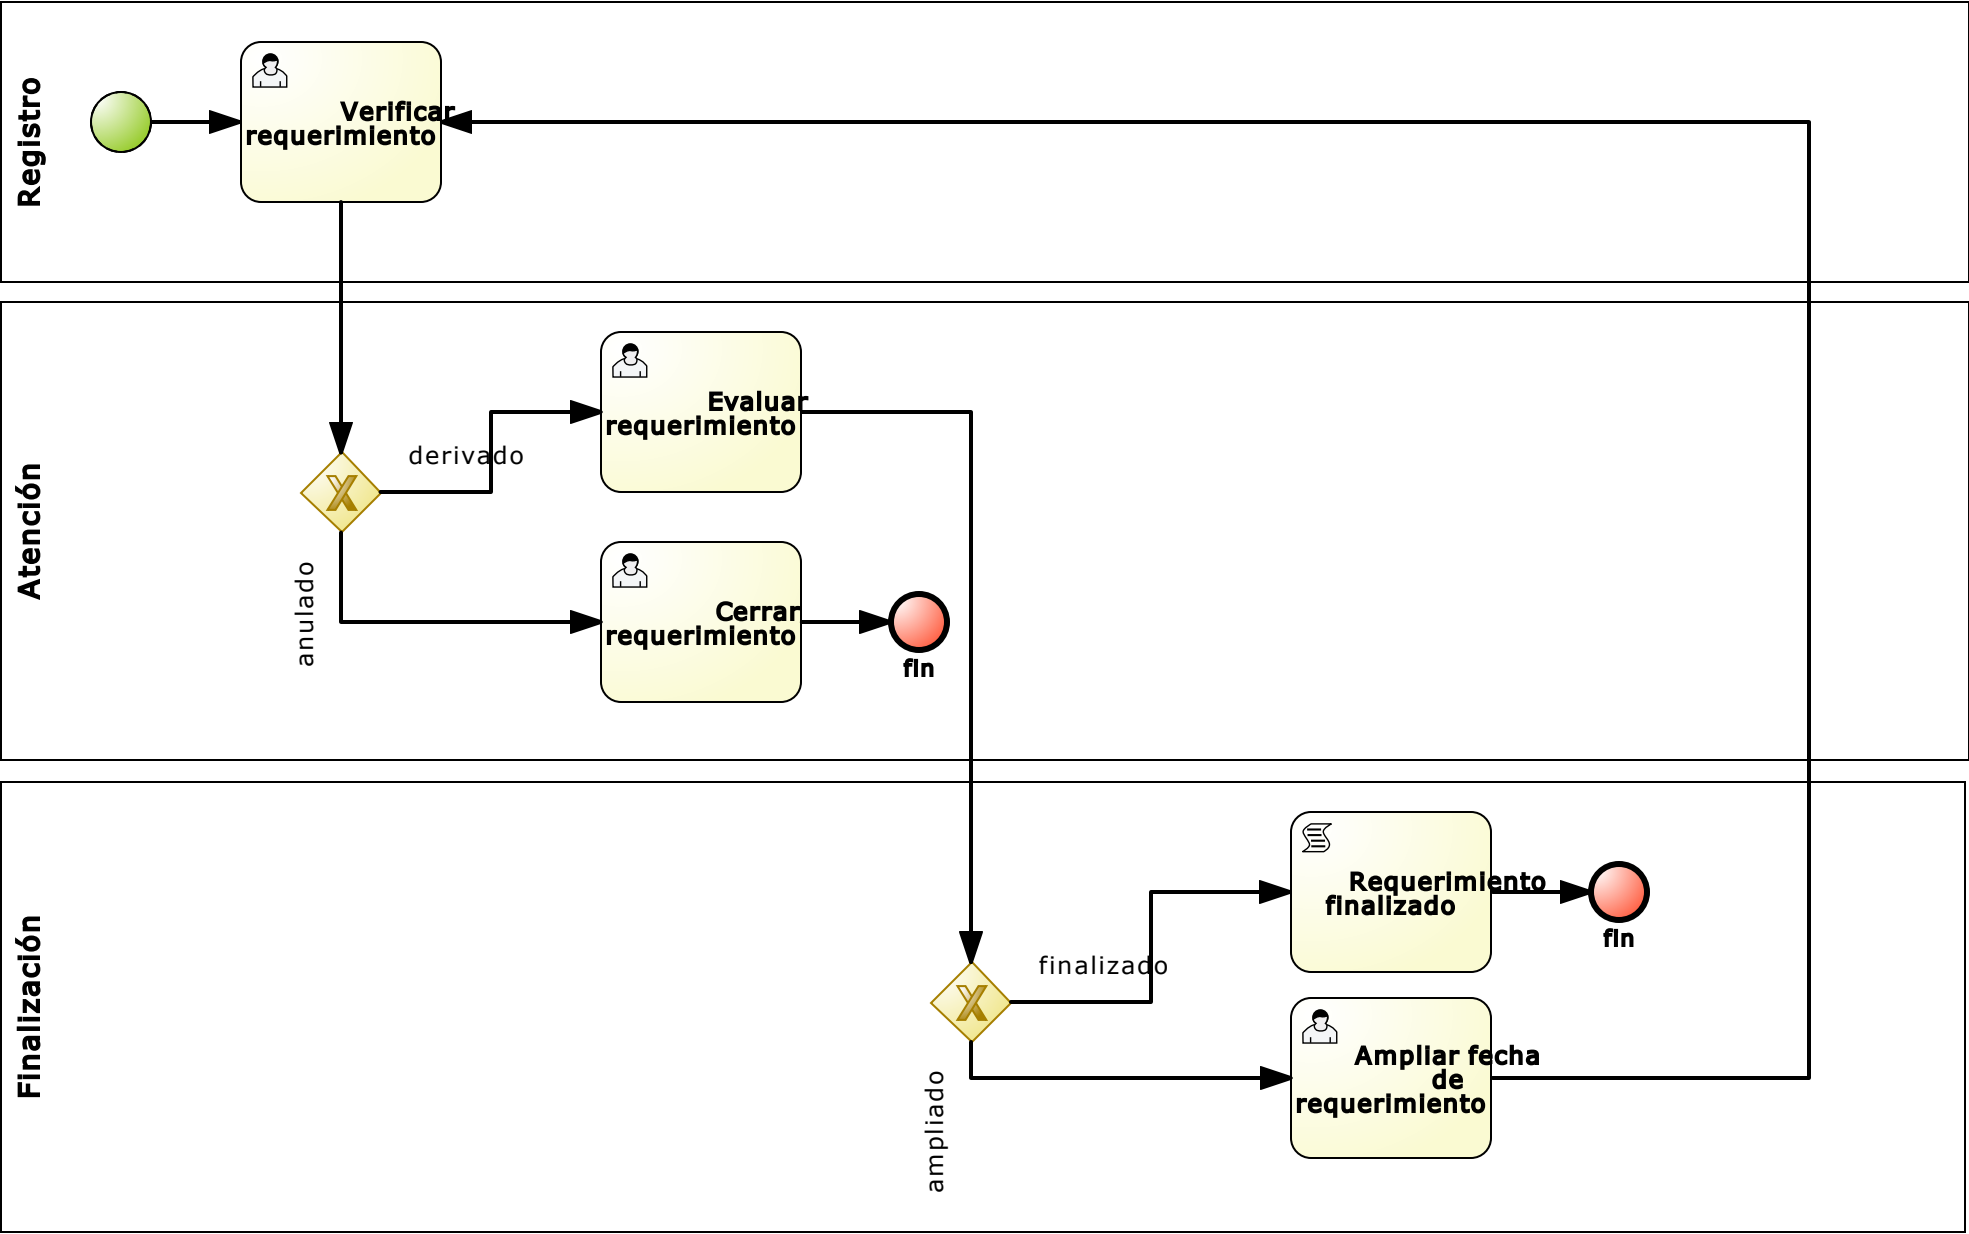 Registro
Verificar
requerimiento
Atención
derivado
anulado
Evaluar
requerimiento
Cerrar
requerimiento
fin
Finalización
finalizado
ampliado
Requerimiento
finalizado
fin
Ampliar fecha
de
requerimiento